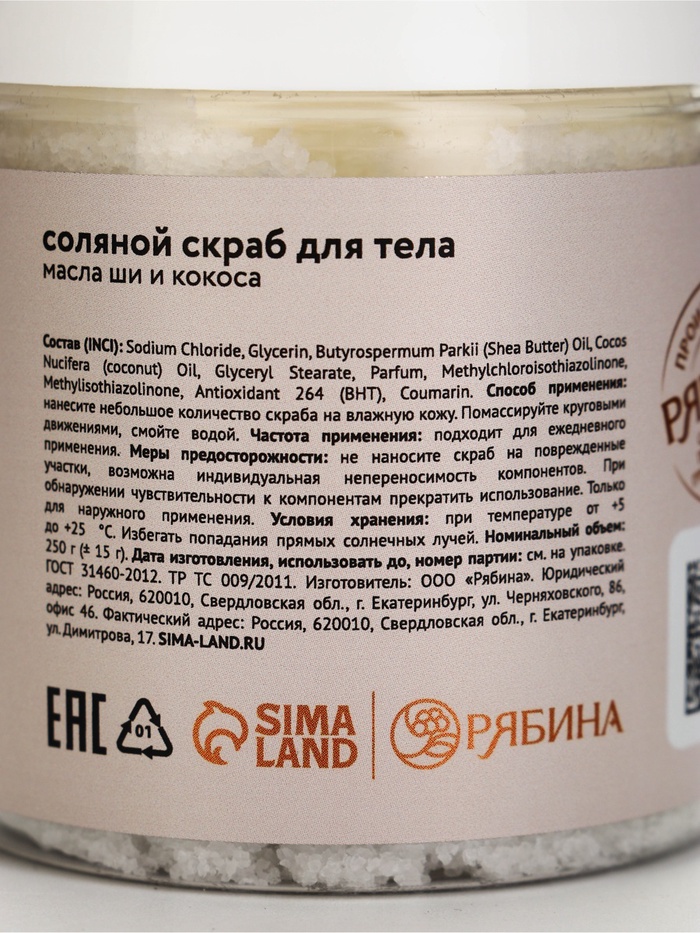 соляной скраб для тела
масла ши и кокоса
Состав (INCI): Sodium Chloride, Glycerin, Butyrospermum Parkii (Shea Butter) Oil, Cocos
Nucifera (coconut) Oil, Glyceryl Stearate, Parfum, Methylchloroisothiazolinone,
Methylisothiazolinone, Antioxidant 264 (BHT), Coumarin. Способ применения:
нанесите небольшое количество скраба на влажную кожу. Помассируйте круговыми
движениями, смойте водой. Частота применения: подходит для ежедневного
применения. Меры предосторожности: не наносите скраб на поврежденные
участки, возможна индивидуальная непереносимость компонентов. При
обнаружении чувствительности к компонентам прекратить использование. Только
для наружного применения. Условия хранения: при температуре от +5
до +25 °C. Избегать попадания прямых солнечных лучей. Номинальный объем:
250 г (± 15 г). Дата изготовления, использовать до, номер партии: см. на упаковке.
ГОСТ 31460-2012. ТР ТС 009/2011. Изготовитель: ООО «Рябина». Юридический
адрес: Россия, 620010, Свердловская обл., г. Екатеринбург, ул. Черняховского, 86,
офис 46. Фактический адрес: Россия, 620010, Свердловская обл., г. Екатеринбург,
ул. Димитрова, 17. SIMA-LAND.RU
EAC
01
SIMA
LAND
РЯБИНА